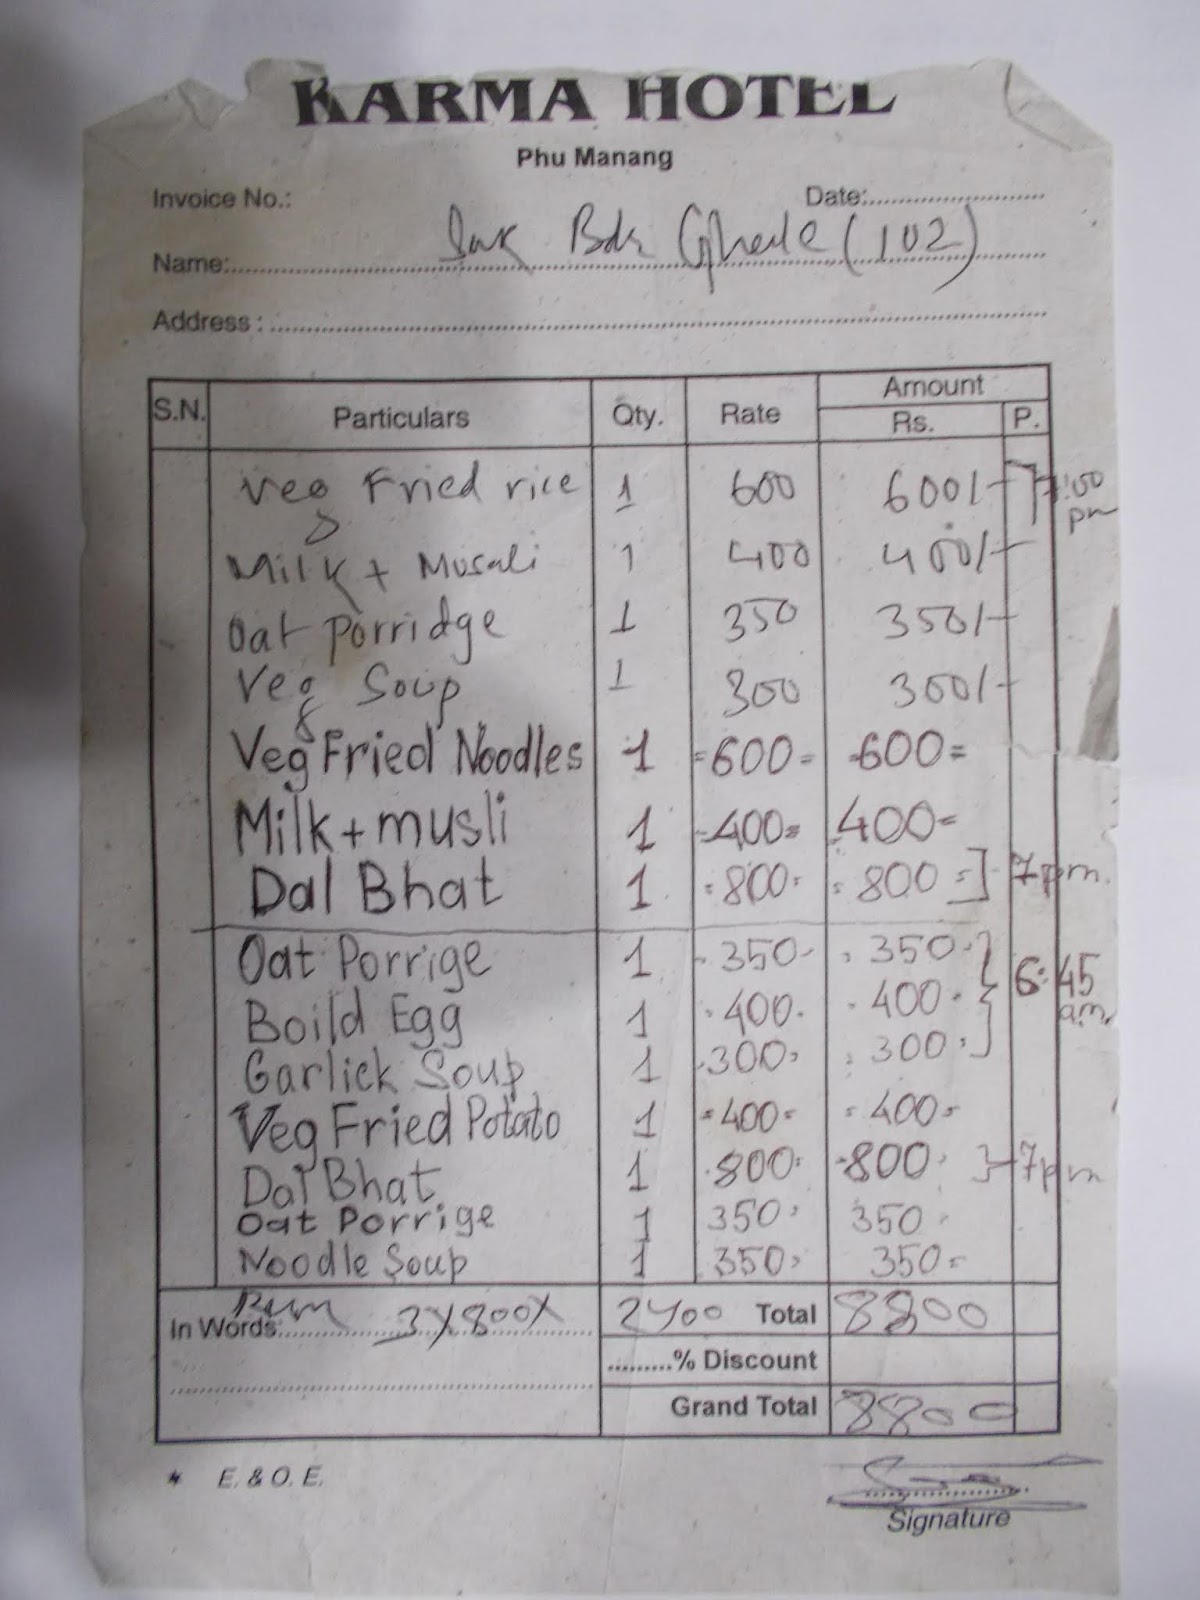 KARMA HOTEL
Phu Manang
Invoice No.:
Date:
Name: Bdr (102)
Address :
S.N. Particulars Qty. Rate Amount
Rs. P.
Veg Fried rice 1 600 600/- 7:00
pm
Milk + Musali 1 400 400/-
Oat porridge 1 350 350/-
Veg Soup 1 300 300/-
Veg Fried Noodles 1 =600= =600=
Milk + musli 1 =400= 400=
Dal Bhat 1 =800= =800= 7pm.
Oat Porrige 1 350 350
6:45
am.
Boild Egg 1 400 400
Garlick Soup 1 300 300
Veg Fried Potato 1 =400= =400=
Dal Bhat 1 800 800 7pm
Oat Porrige 1 350 350
Noodle Soup 1 350 350=
Rum
In Words: 3X800X 2400 Total 8800
.........% Discount
Grand Total 8800
E. & O. E.
Signature